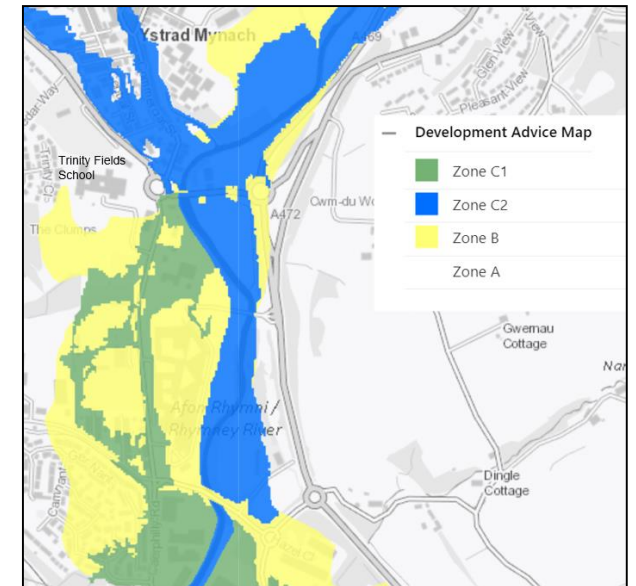 Ystrad Mynach
A469
Glen View
View
Pleasant-View
Trinity Fields
School
The Clumps
A472
Cwm-du
Development Advice Map
Zone C1
Zone C2
Zone B
Zone A
Gwernau
Cottage
Afon Rhymni /
Rhymney River
Dingle
Cottage